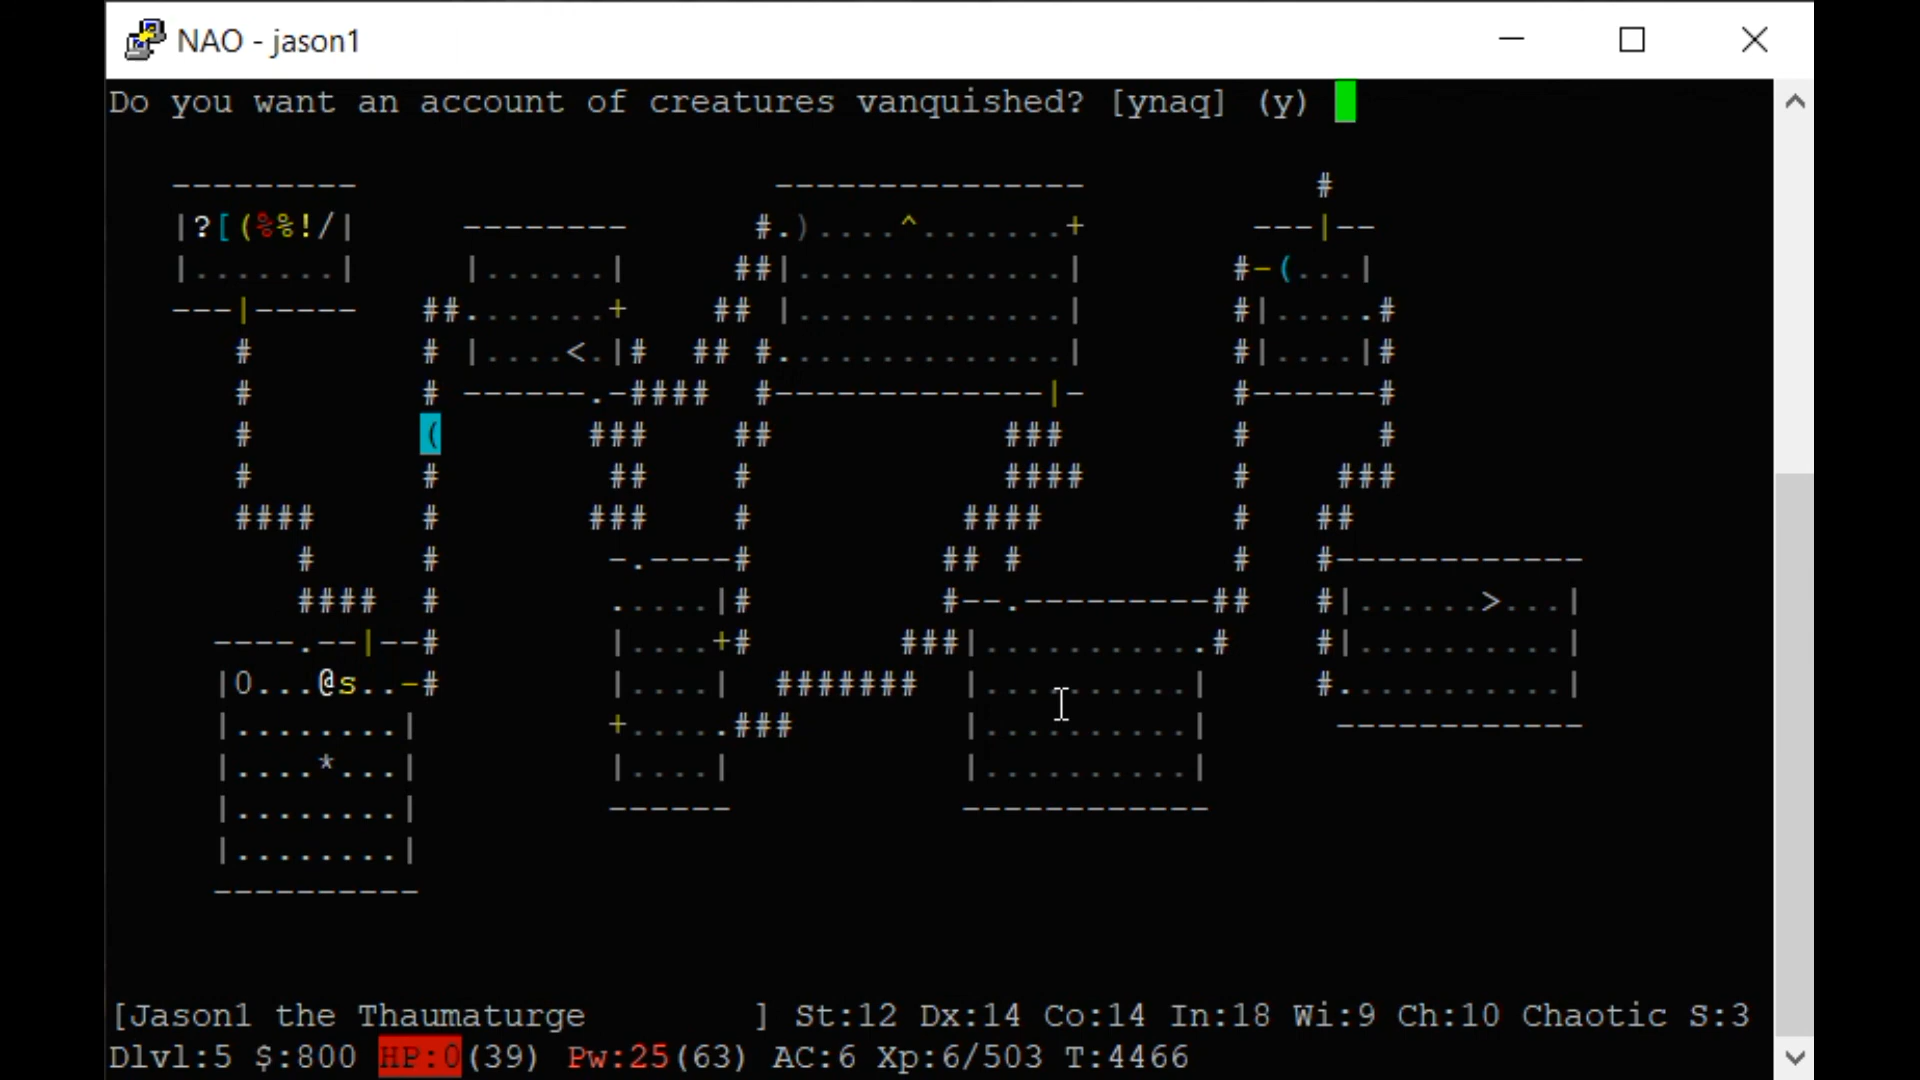 NAO - jason1
Do you want an account of creatures vanquished? [ynaq] (y)
--------- --------------- #
|?[(%%!/| -------- #.)....^.......+ ---|--
|.......| |......| ##|.............| #-(...|
---|----- ##.......+ ## |.............| #|.....#
# # |....<.|# ## #..............| #|....|#
# # ------.-#### #-------------|- #------#
# ( ### ## ### # #
# # ## # #### # ###
#### # ### # #### # ##
# # -.----# ## # # #------------
#### # .....|# #--.----------## #|......>...|
----.--|--# |....+# ###|...........# #|..........|
|0...@s..-# |....| ####### |..........| #...........|
|........| +.....### |..........| ------------
|....*...| |....| |..........|
|........| ------ ------------
|........|
----------
[Jason1 the Thaumaturge ] St:12 Dx:14 Co:14 In:18 Wi:9 Ch:10 Chaotic S:3
Dlvl:5 $:800 HP:0(39) Pw:25(63) AC:6 Xp:6/503 T:4466